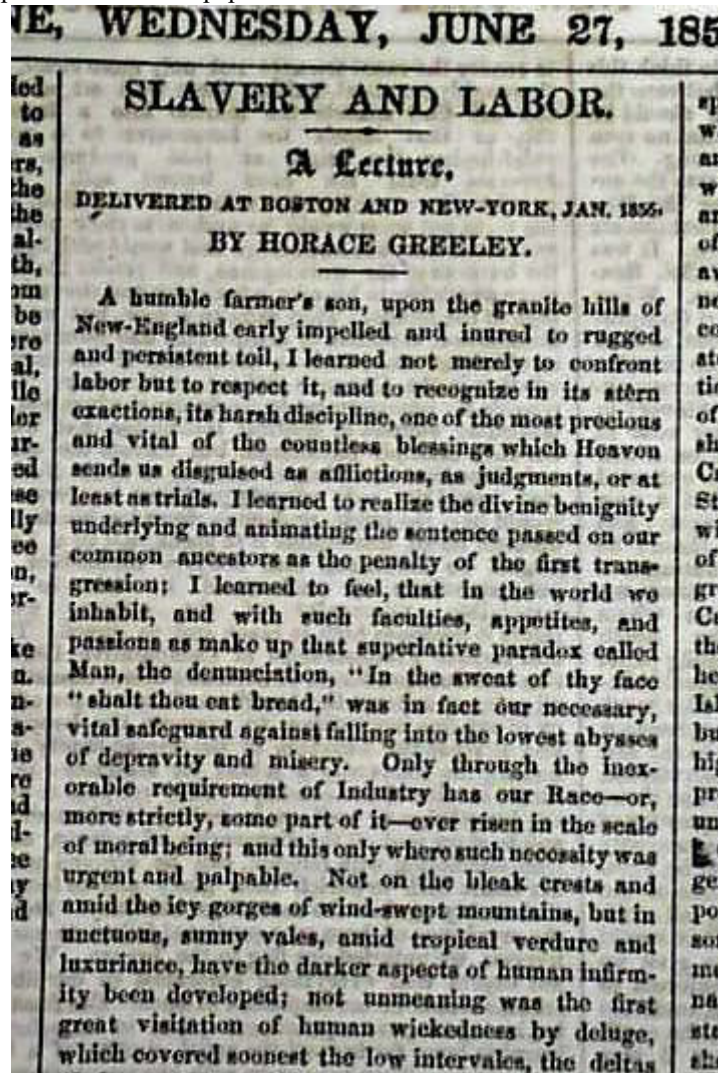 NE, WEDNESDAY, JUNE 27, 185
SLAVERY AND LABOR.
A Lecture,
DELIVERED AT BOSTON AND NEW-YORK, JAN. 1855.
BY HORACE GREELEY.
A humble farmer's son, upon the granite hills of
New-England early impelled and inured to rugged
and persistent toil, I learned not merely to confront
labor but to respect it, and to recognize in its stern
exactions, its harsh discipline, one of the most precious
and vital of the countless blessings which Heaven
sends us disguised as afflictions, as judgments, or at
least as trials. I learned to realize the divine benignity
underlying and animating the sentence passed on our
common ancestors as the penalty of the first trans-
gression; I learned to feel, that in the world we
inhabit, and with such faculties, appetites, and
passions as make up that superlative paradox called
Man, the denunciation, "In the sweat of thy face
"shalt thou eat bread," was in fact our necessary,
vital safeguard against falling into the lowest abysses
of depravity and misery. Only through the inex-
orable requirement of Industry has our Race—or,
more strictly, some part of it—ever risen in the scale
of moral being; and this only where such necessity was
urgent and palpable. Not on the bleak crests and
amid the icy gorges of wind-swept mountains, but in
unctuous, sunny vales, amid tropical verdure and
luxuriance, have the darker aspects of human infirm-
ity been developed; not unmeaning was the first
great visitation of human wickedness by deluge,
which covered soonest the low intervales, the deltas